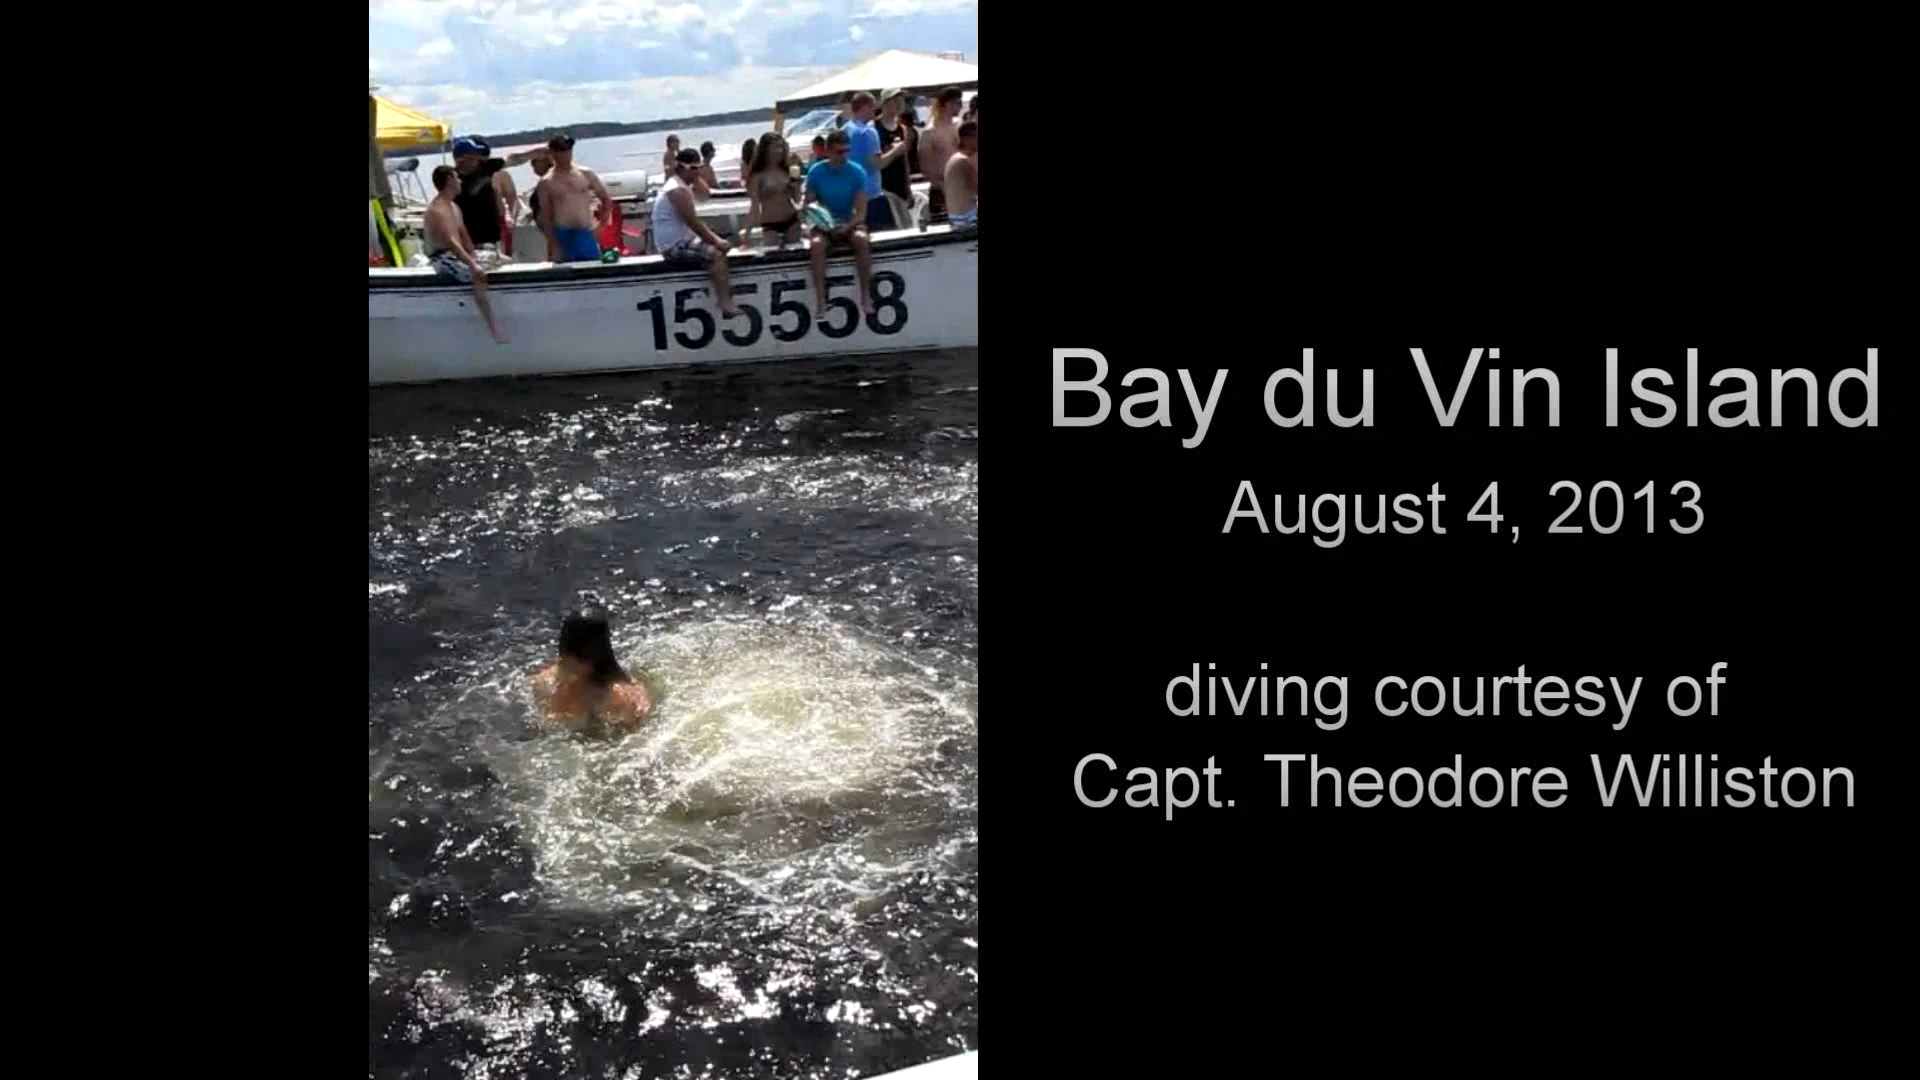 155558
Bay du Vin Island
August 4, 2013
diving courtesy of
Capt. Theodore Williston